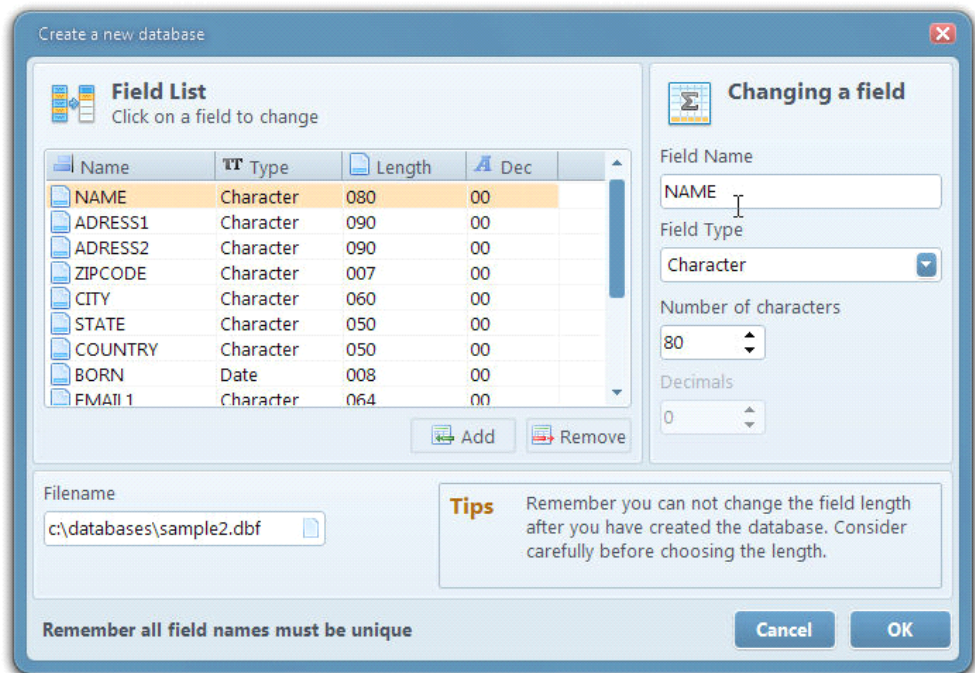 Create a new database
Field List
Click on a field to change
Name Type Length Dec
NAME Character 080 00
ADRESS1 Character 090 00
ADRESS2 Character 090 00
ZIPCODE Character 007 00
CITY Character 060 00
STATE Character 050 00
COUNTRY Character 050 00
BORN Date 008 00
EMAIL1 Character 064 00
Add Remove
Changing a field
Field Name
NAME
Field Type
Character
Number of characters
80
Decimals
0
Filename
c:\databases\sample2.dbf
Tips
Remember you can not change the field length
after you have created the database. Consider
carefully before choosing the length.
Remember all field names must be unique
Cancel OK